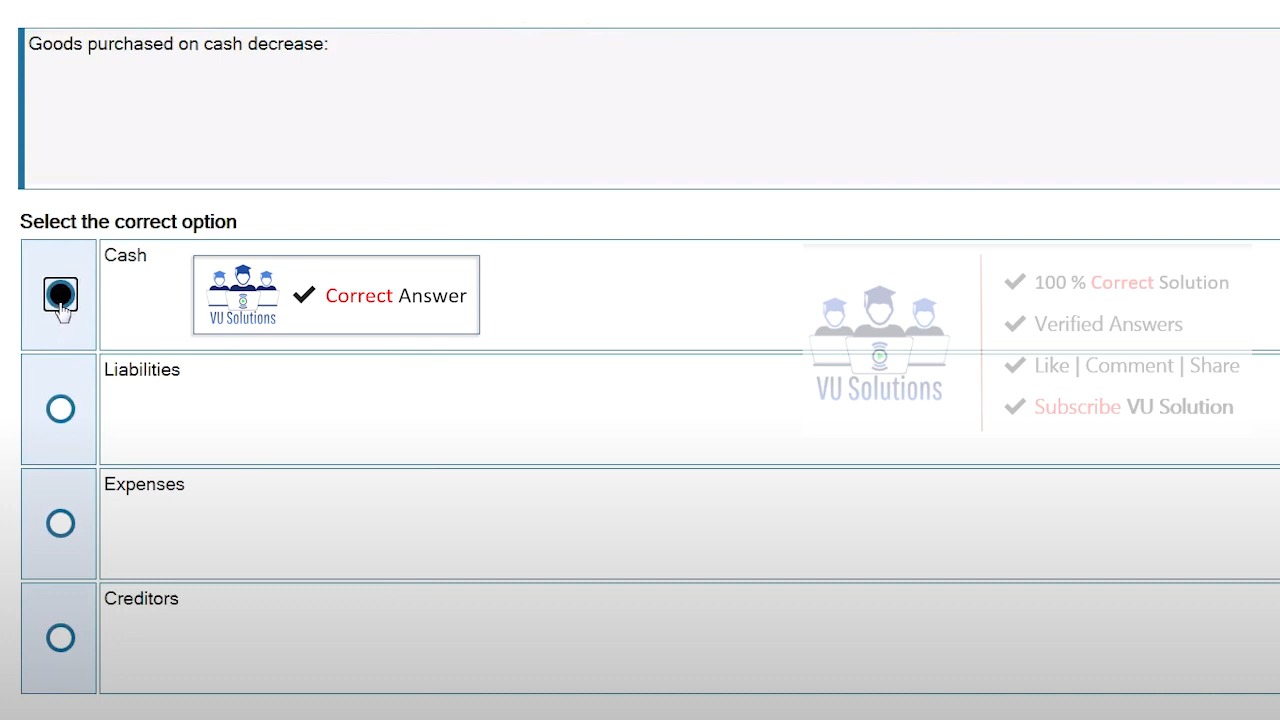 Goods purchased on cash decrease:
Select the correct option
Cash
VU Solutions
Correct Answer
100 % Correct Solution
Verified Answers
Like | Comment | Share
Subscribe VU Solution
VU Solutions
Liabilities
Expenses
Creditors